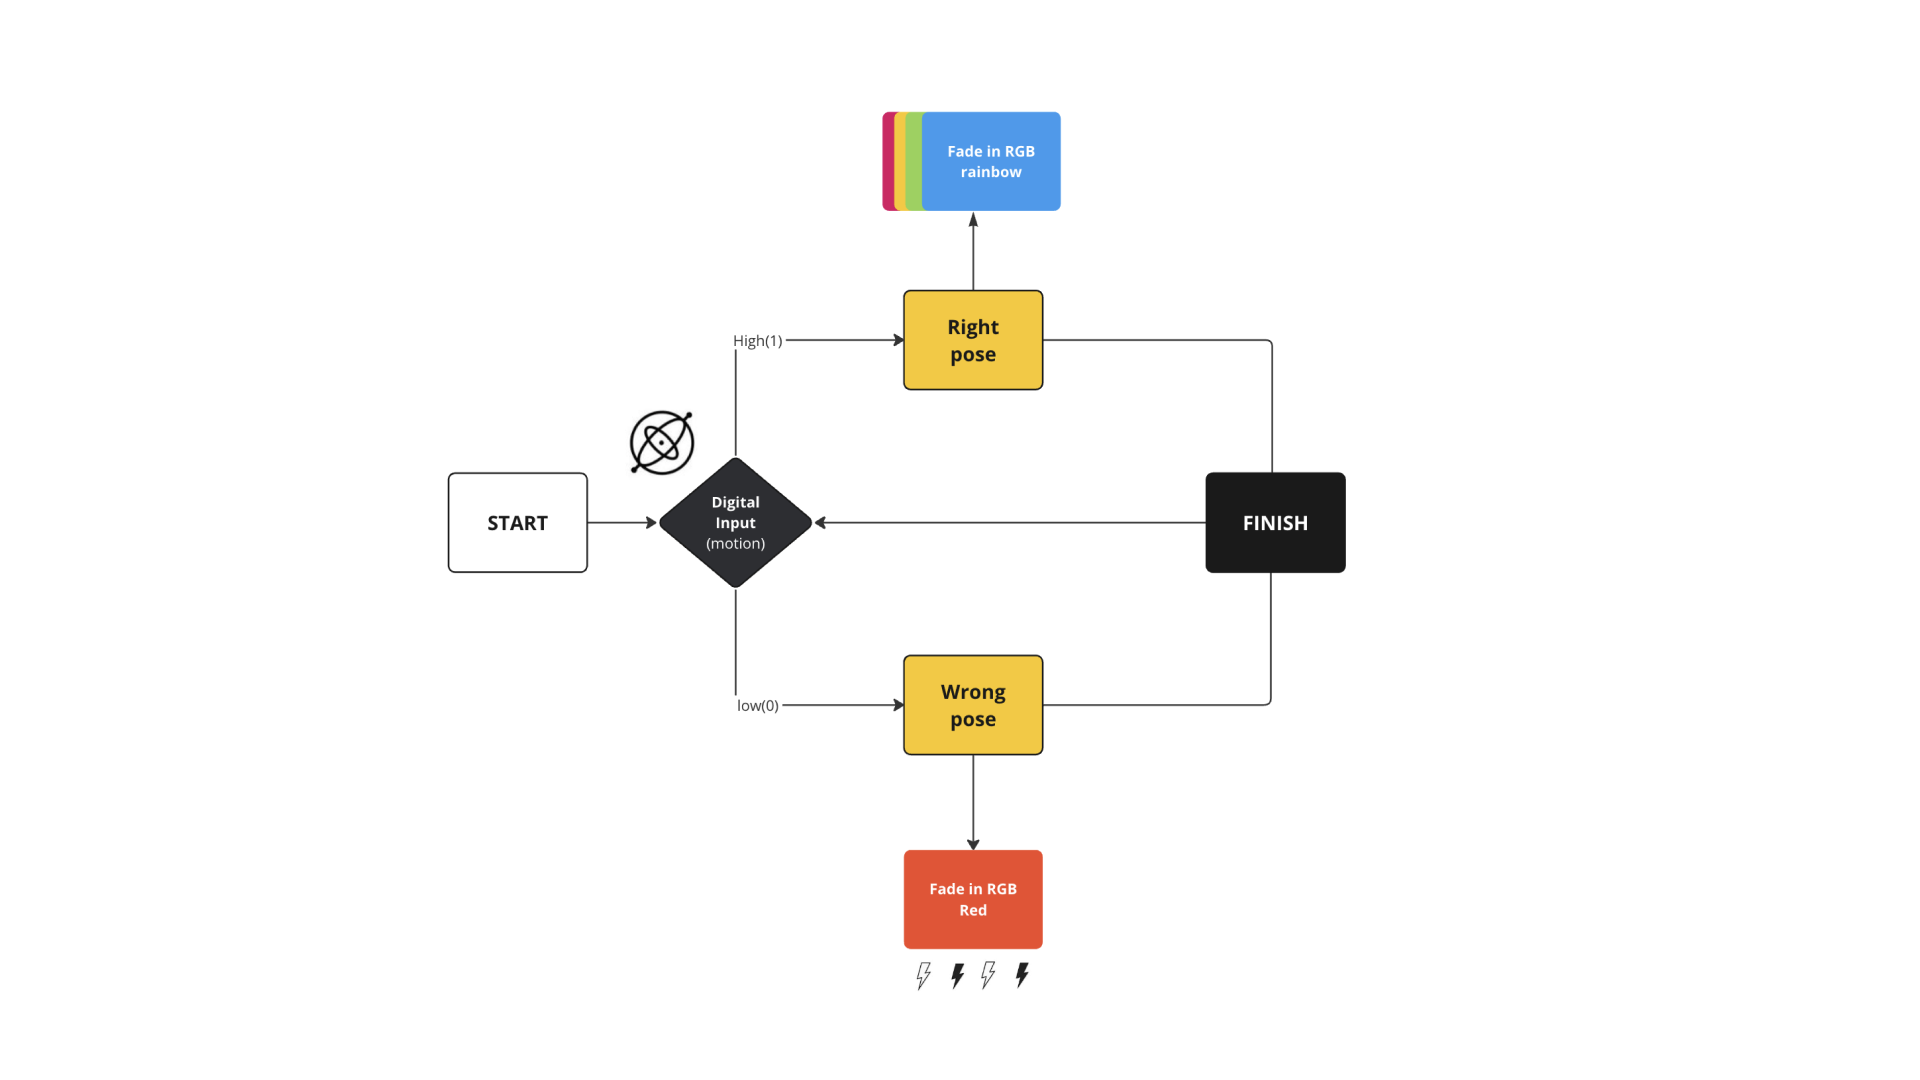 Fade in RGB
rainbow
Right
pose
High(1)
START
Digital
Input
(motion)
FINISH
low(0)
Wrong
pose
Fade in RGB
Red